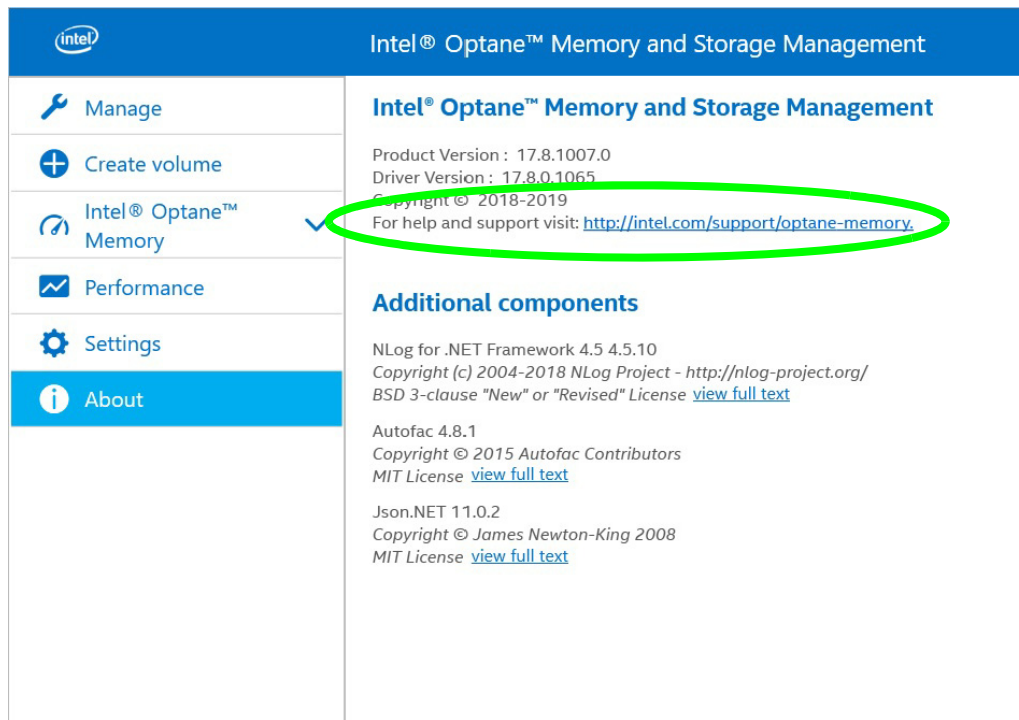 intel
Intel® Optane™ Memory and Storage Management
Manage
Create volume
Intel® Optane™
Memory
Performance
Settings
About
Intel® Optane™ Memory and Storage Management
Product Version : 17.8.1007.0
Driver Version : 17.8.0.1065
Copyright © 2018-2019
For help and support visit: http://intel.com/support/optane-memory.
Additional components
NLog for .NET Framework 4.5 4.5.10
Copyright (c) 2004-2018 NLog Project - http://nlog-project.org/
BSD 3-clause "New" or "Revised" License view full text
Autofac 4.8.1
Copyright © 2015 Autofac Contributors
MIT License view full text
Json.NET 11.0.2
Copyright © James Newton-King 2008
MIT License view full text